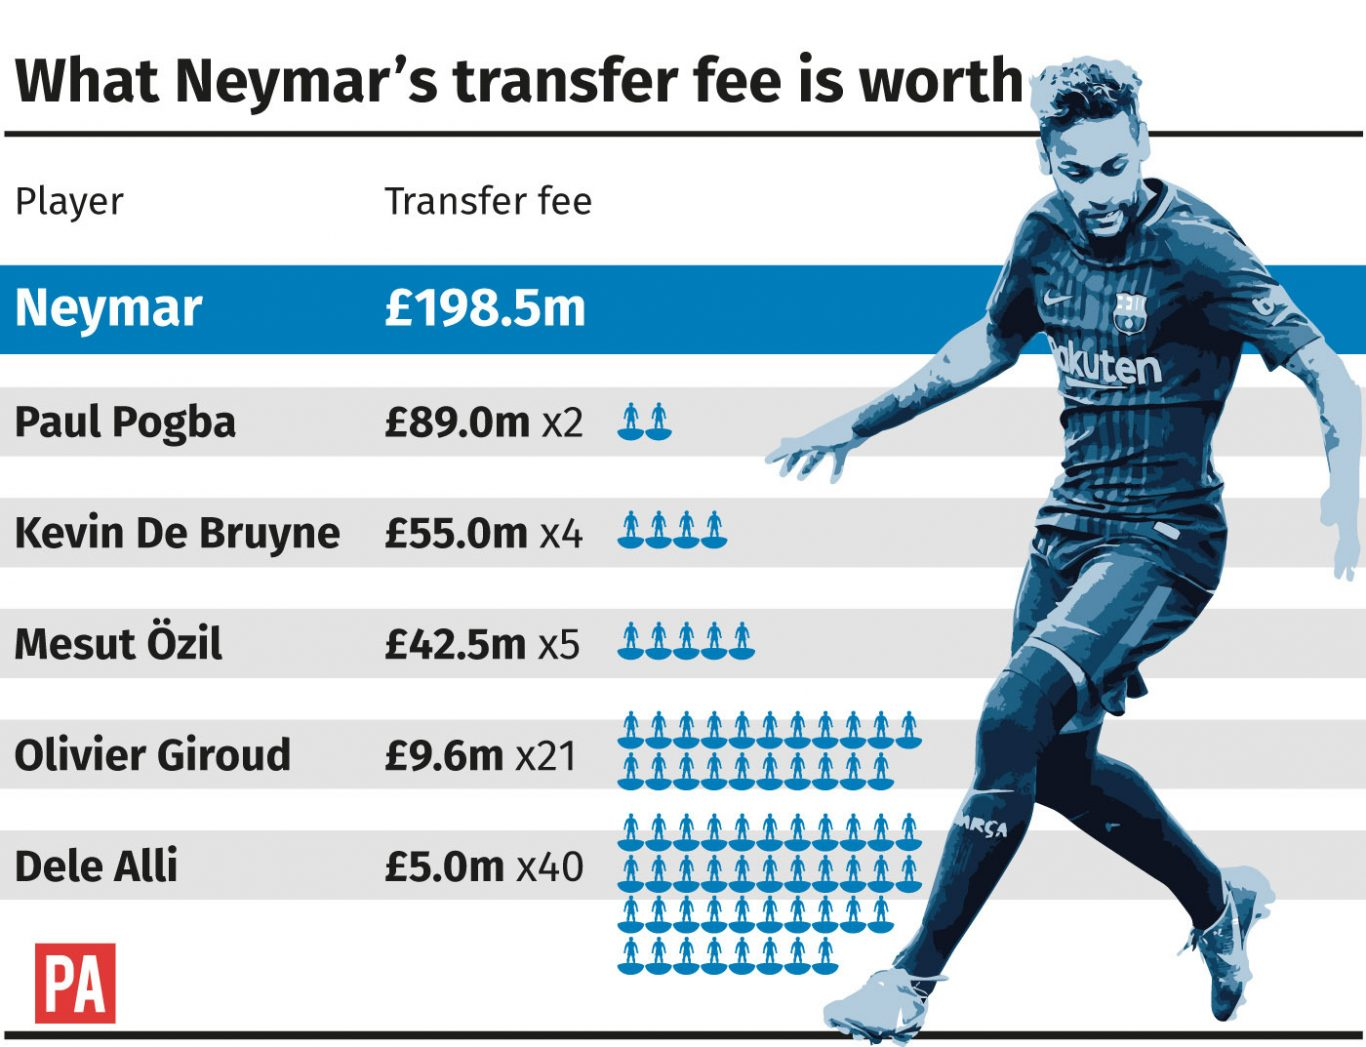 What Neymar’s transfer fee is worth
Player Transfer fee
Neymar £198.5m
Paul Pogba £89.0m x2
Kevin De Bruyne £55.0m x4
Mesut Özil £42.5m x5
Olivier Giroud £9.6m x21
Dele Alli £5.0m x40
akuten
ARÇA
PA